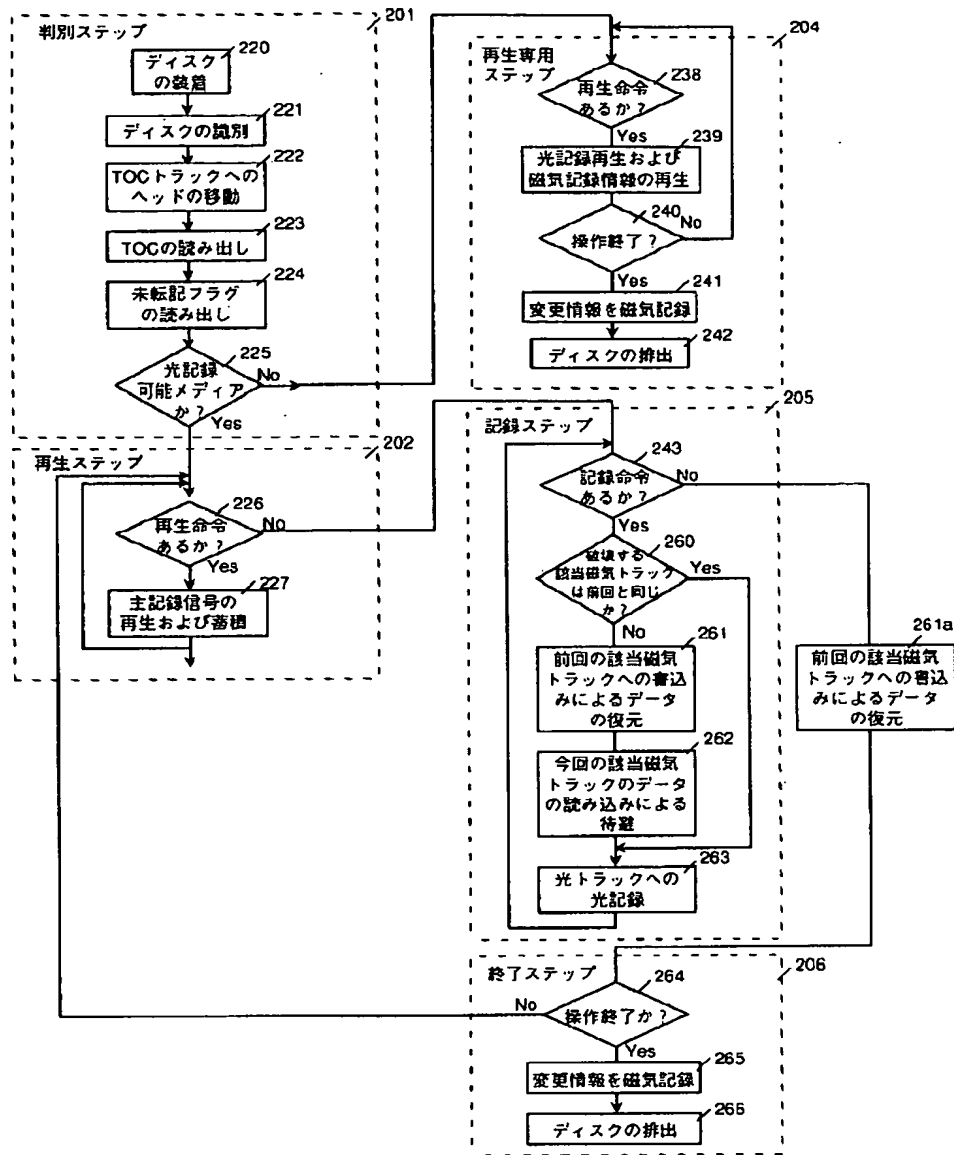 201
判別ステップ
220
ディスク
の装着
221
ディスクの識別
222
TOCトラックへの
ヘッドの移動
223
TOCの読み出し
224
未転記フラグ
の読み出し
225
光記録
可能メディア
か?
No
Yes
202
再生ステップ
226
再生命令
あるか?
No
Yes
227
主記録信号の
再生および蓄積
204
再生専用
ステップ
238
再生命令
あるか?
Yes
239
光記録再生および
磁気記録情報の再生
240
操作終了?
No
Yes
241
変更情報を磁気記録
242
ディスクの排出
205
記録ステップ
243
記録命令
あるか?
No
Yes
260
破壊する
該当磁気トラック
は前回と同じ
か?
Yes
No
261
前回の該当磁気
トラックへの書込
みによるデータ
の復元
261a
前回の該当磁気
トラックへの書込
みによるデータ
の復元
262
今回の該当磁気
トラックのデータ
の読み込みによる
待避
263
光トラックへの
光記録
206
終了ステップ
264
操作終了か?
No
Yes
265
変更情報を磁気記録
266
ディスクの排出